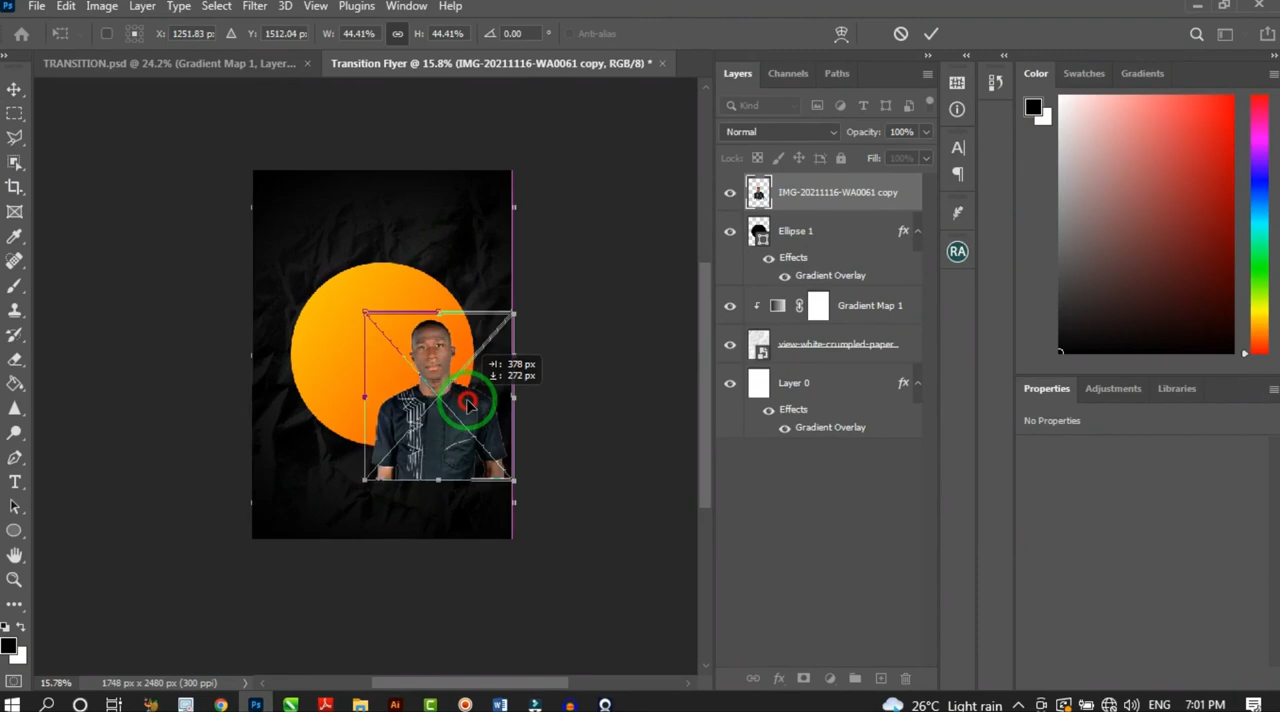 Ps File Edit Image Layer Type Select Filter 3D View Plugins Window Help
X: 1251.83 p: Y: 1512.04 p: W: 44.41% H: 44.41% 0.00 ° Anti-alias
TRANSITION.psd @ 24.2% (Gradient Map 1, Layer... × Transition Flyer @ 15.8% (IMG-20211116-WA0061 copy, RGB/8) * ×
Layers Channels Paths
Color Swatches Gradients
Kind
Normal Opacity: 100%
Lock: Fill: 100%
IMG-20211116-WA0061 copy
Ellipse 1 fx
Effects
Gradient Overlay
RA
Gradient Map 1
view-white-crumpled-paper...
Layer 0 fx
Effects
Gradient Overlay
Properties Adjustments Libraries
No Properties
378 px
272 px
15.78% 1748 px x 2480 px (300 ppi)
fx
Ps Ai W 26°C Light rain ENG 7:01 PM